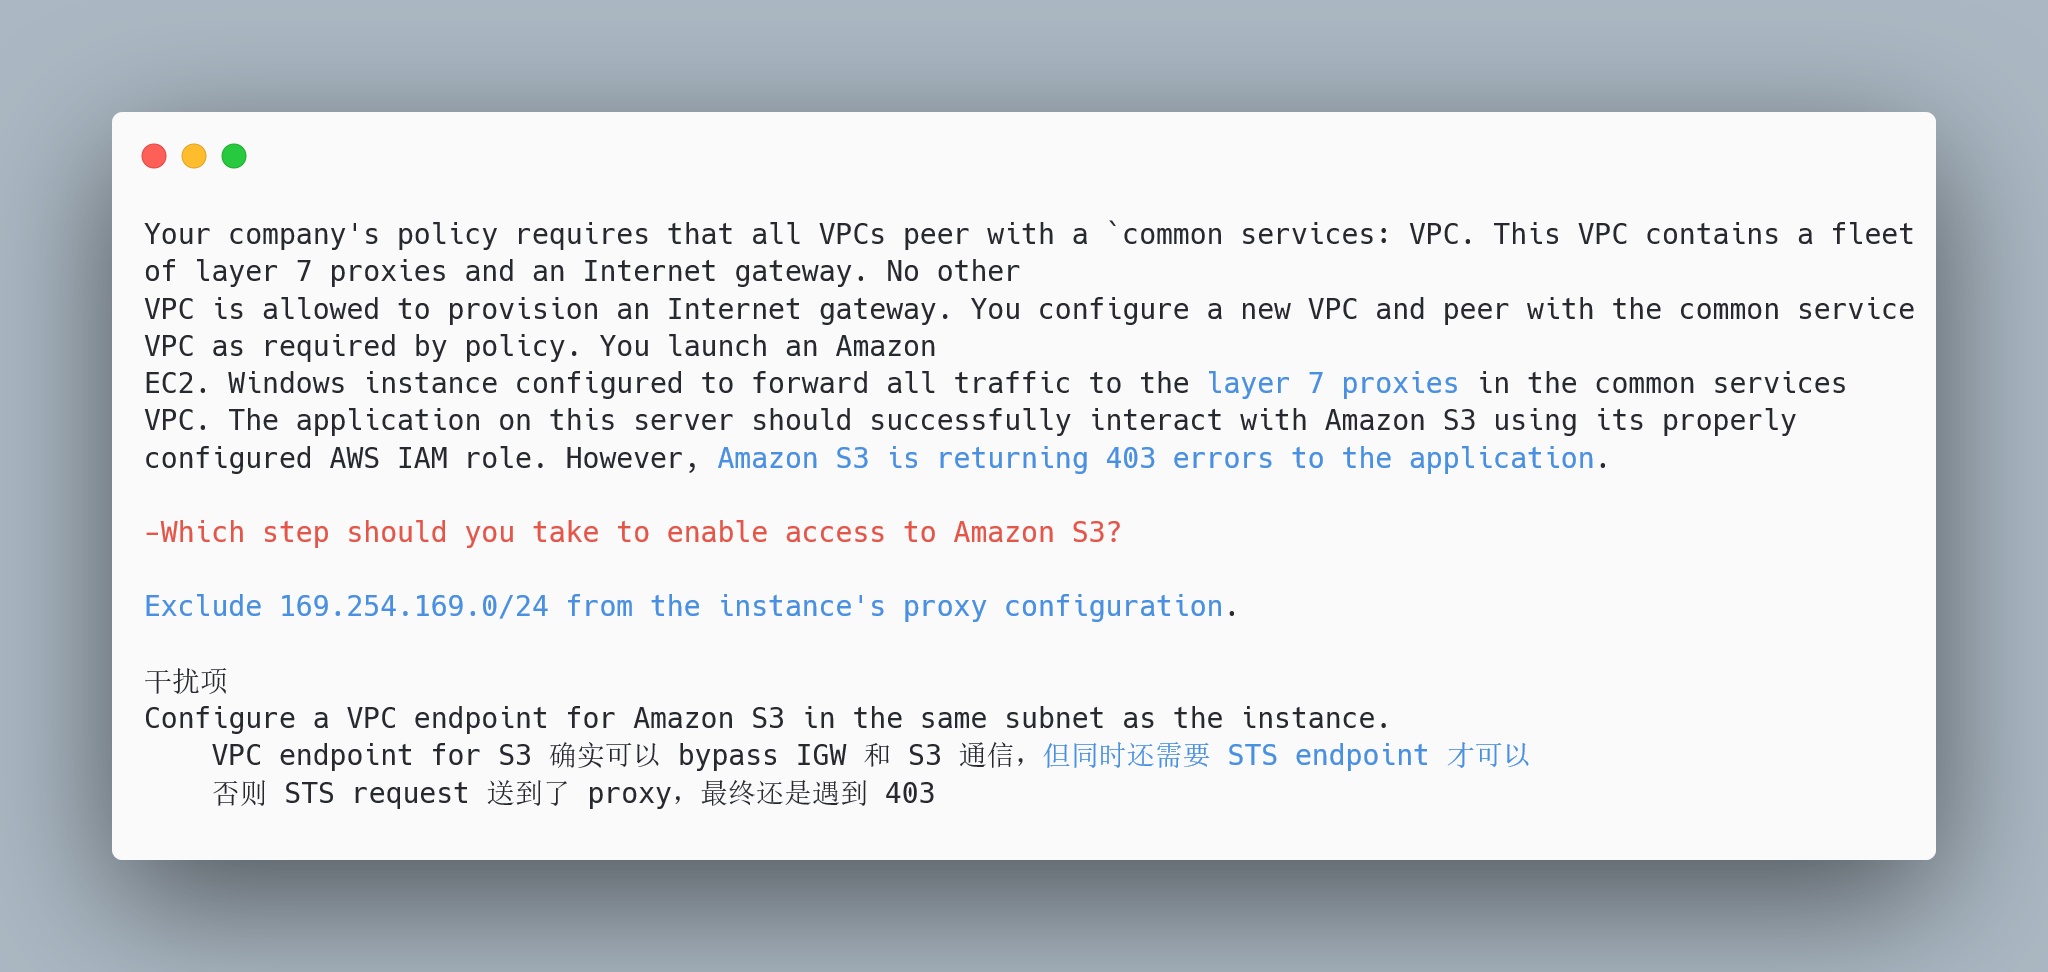 Your company's policy requires that all VPCs peer with a `common services: VPC. This VPC contains a fleet
of layer 7 proxies and an Internet gateway. No other
VPC is allowed to provision an Internet gateway. You configure a new VPC and peer with the common service
VPC as required by policy. You launch an Amazon
EC2. Windows instance configured to forward all traffic to the layer 7 proxies in the common services
VPC. The application on this server should successfully interact with Amazon S3 using its properly
configured AWS IAM role. However, Amazon S3 is returning 403 errors to the application.
-Which step should you take to enable access to Amazon S3?
Exclude 169.254.169.0/24 from the instance's proxy configuration.
干扰项
Configure a VPC endpoint for Amazon S3 in the same subnet as the instance.
VPC endpoint for S3 确实可以 bypass IGW 和 S3 通信，但同时还需要 STS endpoint 才可以
否则 STS request 送到了 proxy，最终还是遇到 403